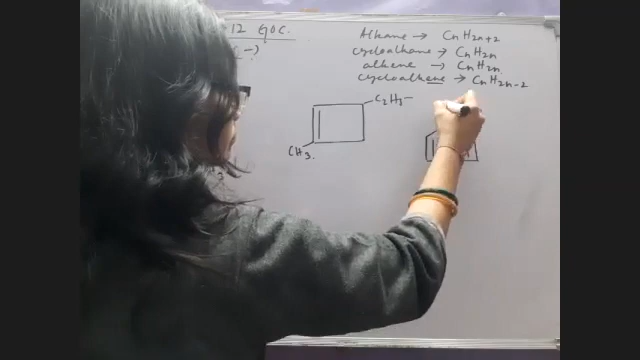 12 GOC.
Alkane → CnH2n+2
cycloalkane → CnH2n
alkene → CnH2n
cycloalkene → CnH2n-2
C2H5-
CH3.